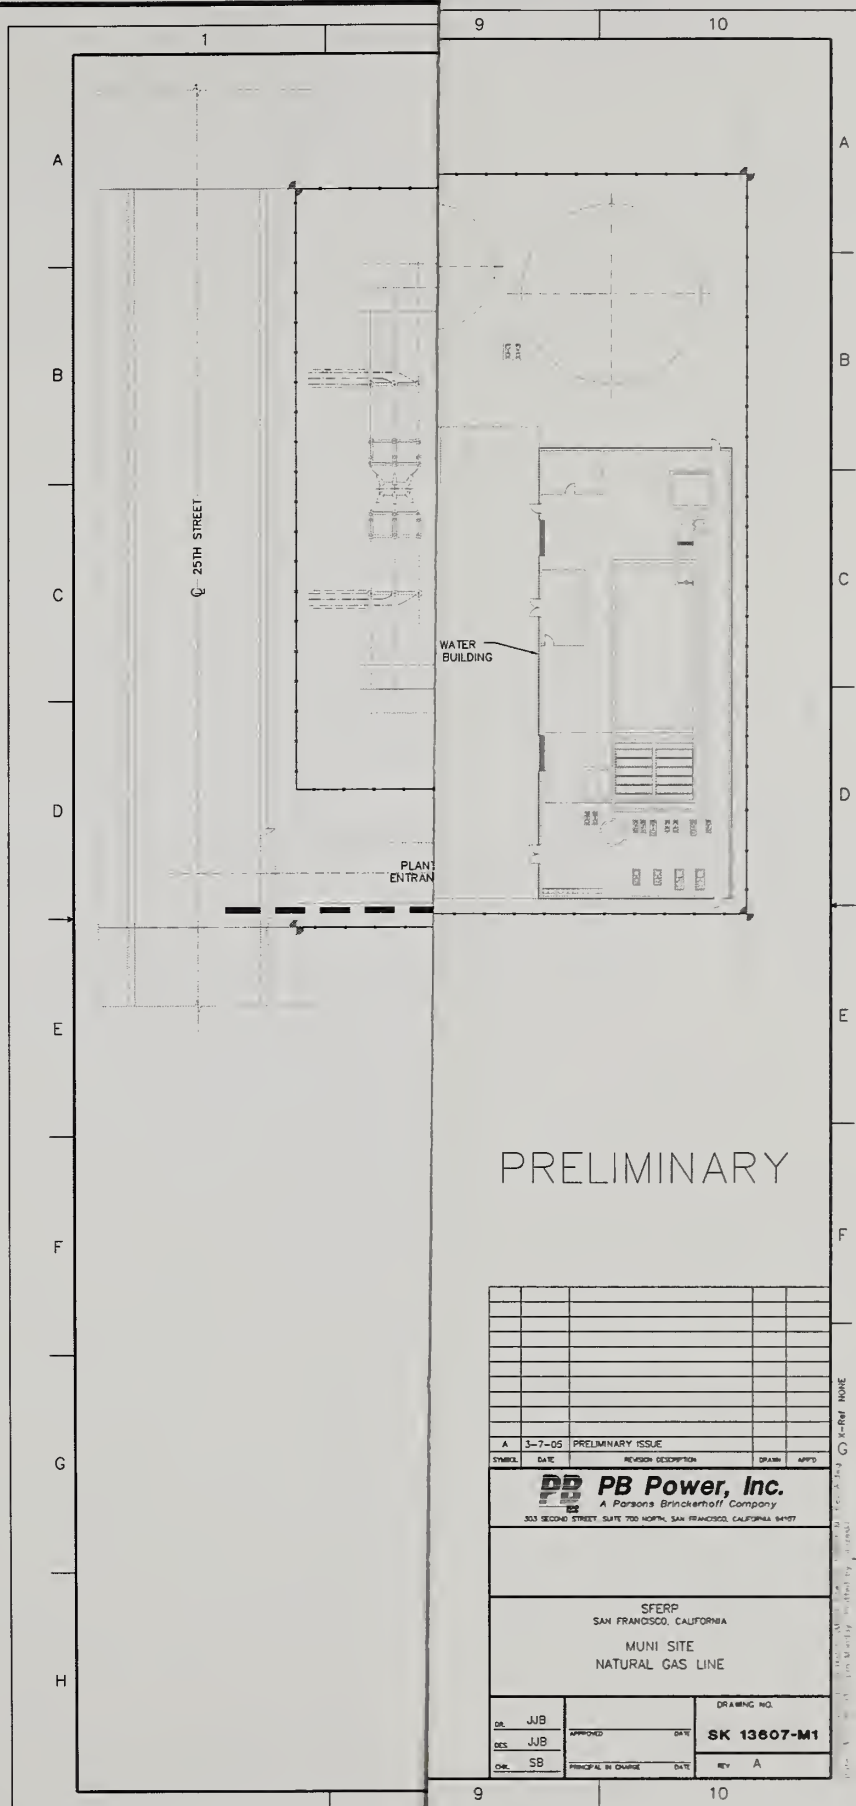 1
9
10
A
A
B
B
C
C
D
D
E
E
F
F
G
G
H
℄ 25TH STREET
WATER
BUILDING
PLAN
ENTRAN
PRELIMINARY
X-Ref NONE
A 3-7-05 PRELIMINARY ISSUE
SYMBOL DATE REVISION DESCRIPTION DRAWN APP'D
PB PB Power, Inc.
A Parsons Brinckerhoff Company
303 SECOND STREET, SUITE 700 NORTH, SAN FRANCISCO, CALIFORNIA 94107
SFERP
SAN FRANCISCO, CALIFORNIA
MUNI SITE
NATURAL GAS LINE
DR. JJB
DES. JJB
CHK. SB
APPROVED DATE
PRINCIPAL IN CHARGE DATE
DRAWING NO.
SK 13607-M1
REV A
9
10